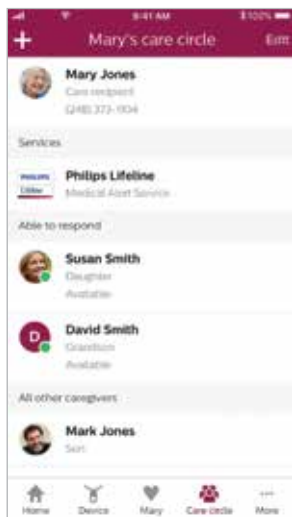 9:41 AM
100%
Mary's care circle
Edit
Mary Jones
Care recipient
Services
PHILIPS
Lifeline
Philips Lifeline
Medical Alert Service
Able to respond
Susan Smith
Daughter
Available
D
David Smith
Grandson
Available
All other caregivers
Mark Jones
Son
Home
Device
Mary
Care circle
More